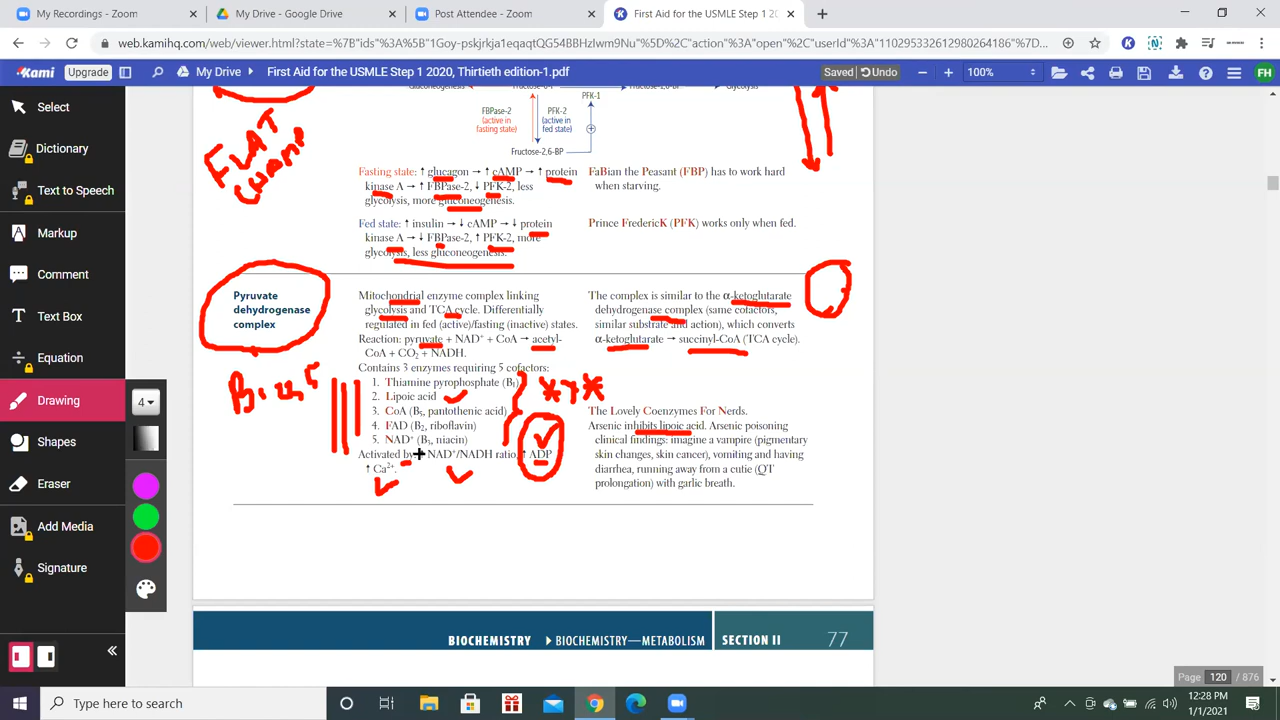 My Recordings - Zoom
My Drive - Google Drive
Post Attendee - Zoom
First Aid for the USMLE Step 1 20
web.kamihq.com/web/viewer.html?state=%7B"ids"%3A%5B"1Goy-pskjrkja1eqaqtQG54BBHzIwm9Nu"%5D%2C"action"%3A"open"%2C"userId"%3A"110295332612980264186"%7D...
Kami
Upgrade
My Drive
First Aid for the USMLE Step 1 2020, Thirtieth edition-1.pdf
Saved
Undo
100%
FH
Select
Dictionary
Text to Speech
Markup
Comment
Text Box
Equation
Drawing
4
Shapes
Eraser
Add Media
Signature
Gluconeogenesis
Glycolysis
PFK-1
FBPase-2
(active in
fasting state)
PFK-2
(active in
fed state)
Fructose-2,6-BP
FLAT
Fasting state: ↑ glucagon → ↑ cAMP → ↑ protein
kinase A → ↑ FBPase-2, ↓ PFK-2, less
glycolysis, more gluconeogenesis.
FaBian the Peasant (FBP) has to work hard
when starving.
Fed state: ↑ insulin → ↓ cAMP → ↓ protein
kinase A → ↓ FBPase-2, ↑ PFK-2, more
glycolysis, less gluconeogenesis.
Prince FredericK (PFK) works only when fed.
Pyruvate
dehydrogenase
complex
Mitochondrial enzyme complex linking
glycolysis and TCA cycle. Differentially
regulated in fed (active)/fasting (inactive) states.
Reaction: pyruvate + NAD⁺ + CoA → acetyl-
CoA + CO₂ + NADH.
Contains 3 enzymes requiring 5 cofactors:
1. Thiamine pyrophosphate (B₁)
2. Lipoic acid
3. CoA (B₅, pantothenic acid)
4. FAD (B₂, riboflavin)
5. NAD⁺ (B₃, niacin)
Activated by NAD⁺/NADH ratio, ↑ ADP
↑ Ca²⁺.
The complex is similar to the α-ketoglutarate
dehydrogenase complex (same cofactors,
similar substrate and action), which converts
α-ketoglutarate → succinyl-CoA (TCA cycle).
The Lovely Coenzymes For Nerds.
Arsenic inhibits lipoic acid. Arsenic poisoning
clinical findings: imagine a vampire (pigmentary
skin changes, skin cancer), vomiting and having
diarrhea, running away from a cutie (QT
prolongation) with garlic breath.
BIOCHEMISTRY
BIOCHEMISTRY—METABOLISM
SECTION II
77
Page 120 / 876
Type here to search
12:28 PM
1/1/2021